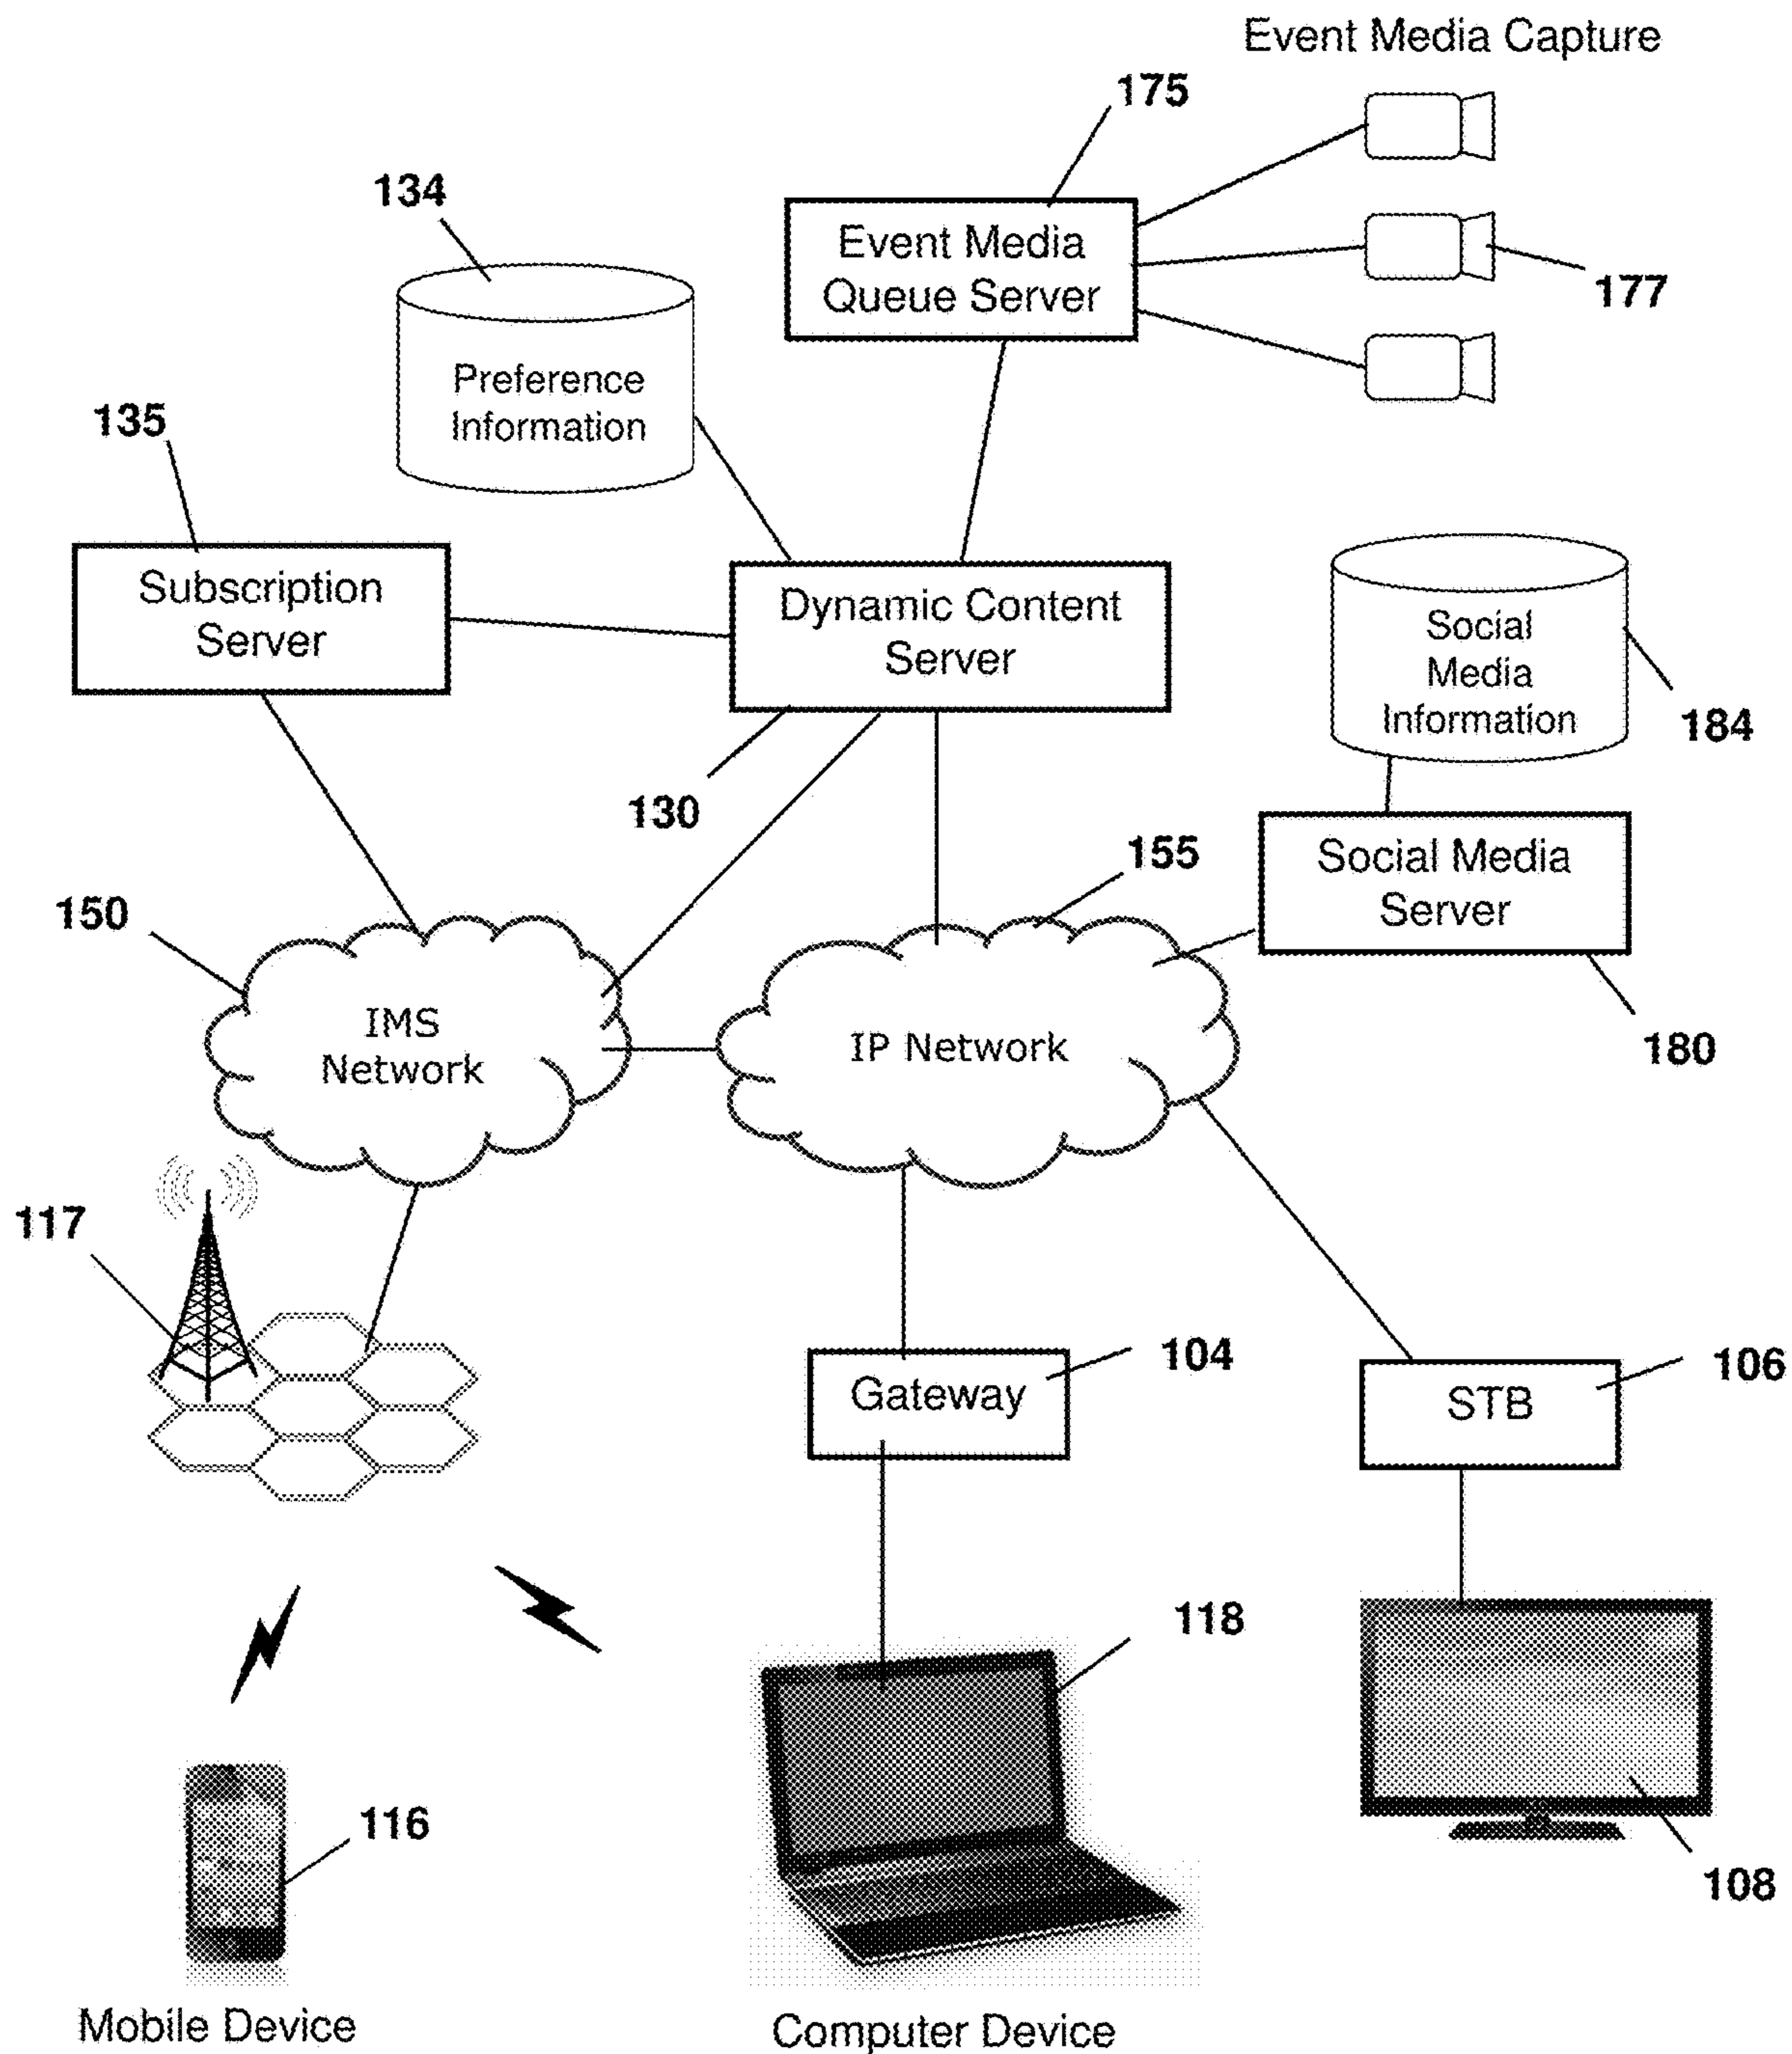 Event Media Capture
175
134
Event Media
Queue Server
177
Preference
Information
135
Subscription
Server
Dynamic Content
Server
Social
Media
Information
184
130
155
Social Media
Server
150
IMS
Network
IP Network
180
117
Gateway
104
STB
106
118
116
108
Mobile Device
Computer Device